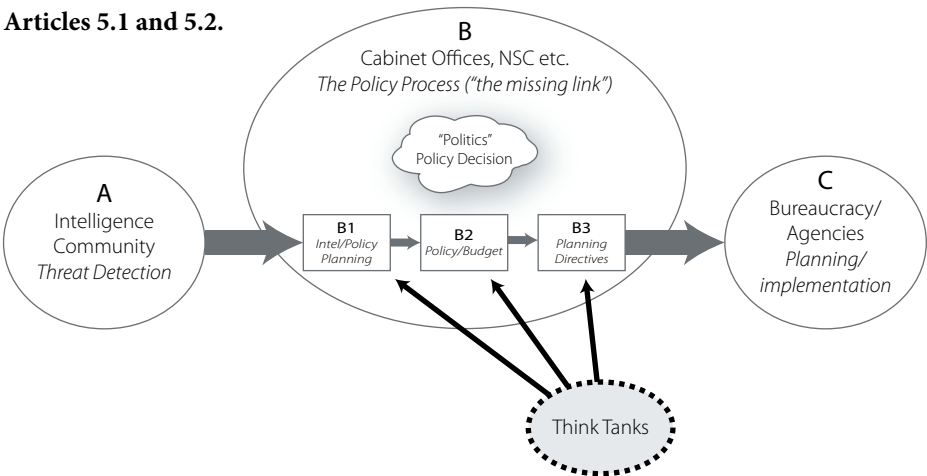 Articles 5.1 and 5.2.
B
Cabinet Offices, NSC etc.
The Policy Process (“the missing link”)
“Politics”
Policy Decision
A
Intelligence
Community
Threat Detection
B1
Intel/Policy
Planning
B2
Policy/Budget
B3
Planning
Directives
C
Bureaucracy/
Agencies
Planning/
implementation
Think Tanks